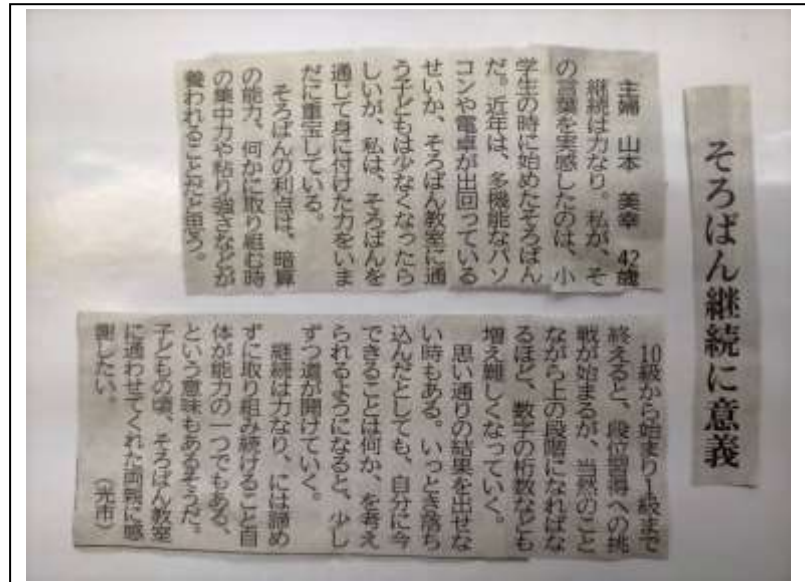 そろばん継続に意義
主婦 山本 美幸 42歳
継続は力なり。私が、そ
の言葉を実感したのは、小
学生の時に始めたそろばん
だ。近年は、多機能なパソ
コンや電卓が出回っている
せいか、そろばん教室に通
う子どもは少なくなったら
しいが、私は、そろばんを
通じて身に付けた力をいま
だに重宝している。
そろばんの利点は、暗算
の能力、何かに取り組む時
の集中力や粘り強さなどが
養われることだと思う。
10級から始まり1級まで
終えると、段位習得への挑
戦が始まるが、当然のこと
ながら上の段階になればな
るほど、数字の桁数なども
増え難しくなっていく。
思い通りの結果を出せな
い時もある。いっとき落ち
込んだとしても、自分に今
できることは何か、を考え
られるようになると、少し
ずつ道が開けていく。
継続は力なり、には諦め
ずに取り組み続けること自
体が能力の一つでもある、
という意味もあるそうだ。
子どもの頃、そろばん教室
に通わせてくれた両親に感
謝したい。 (光市)